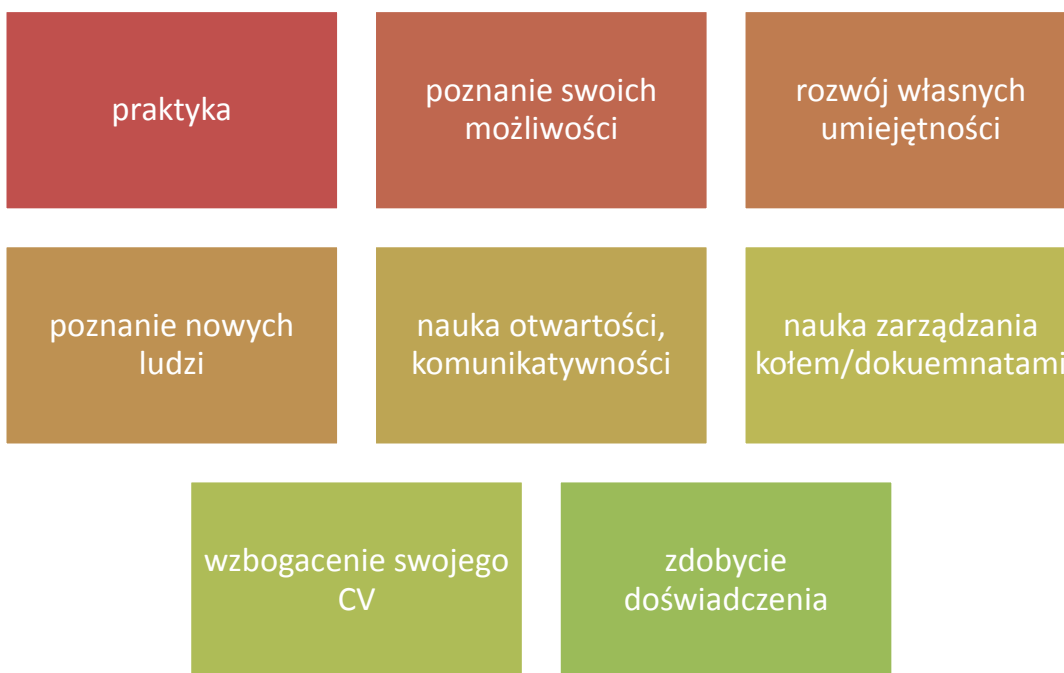 praktyka
poznanie swoich
możliwości
rozwój własnych
umiejętności
poznanie nowych
ludzi
nauka otwartości,
komunikatywności
nauka zarządzania
kołem/dokuemnatami
wzbogacenie swojego
CV
zdobycie
doświadczenia